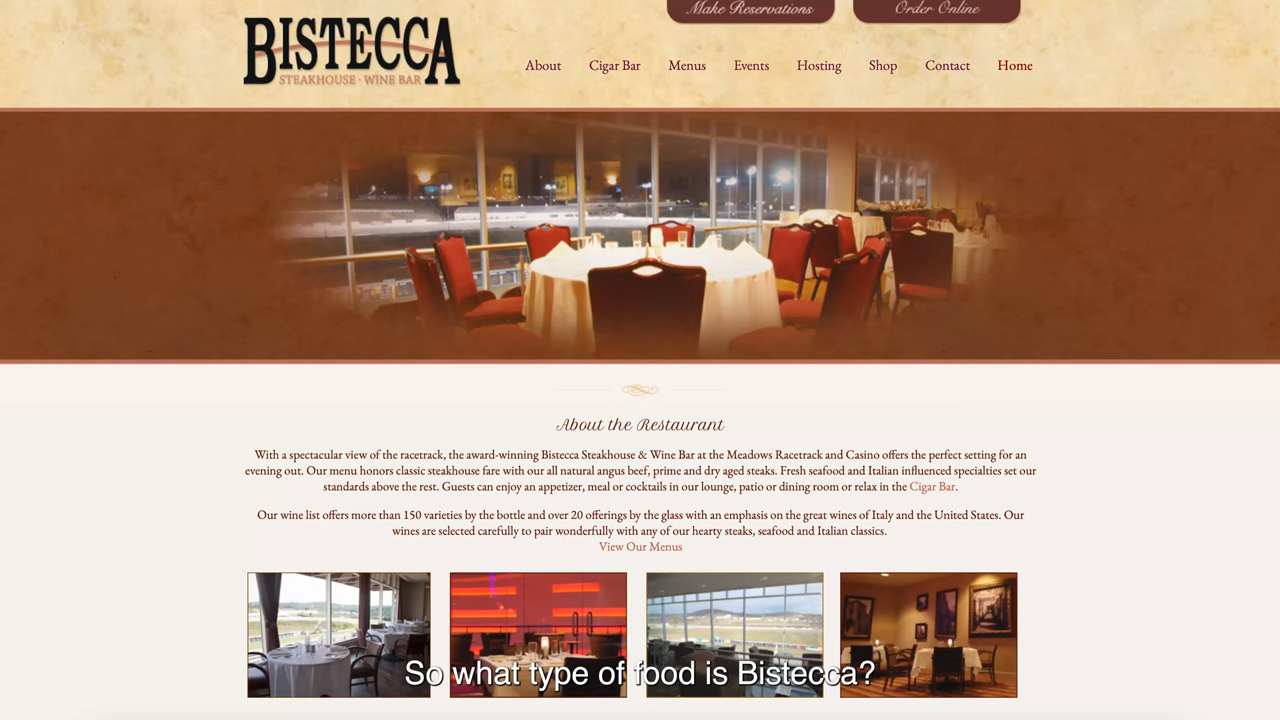 BISTECCA
STEAKHOUSE · WINE BAR
Make Reservations
Order Online
About Cigar Bar Menus Events Hosting Shop Contact Home
About the Restaurant
With a spectacular view of the racetrack, the award-winning Bistecca Steakhouse & Wine Bar at the Meadows Racetrack and Casino offers the perfect setting for an
evening out. Our menu honors classic steakhouse fare with our all natural angus beef, prime and dry aged steaks. Fresh seafood and Italian influenced specialties set our
standards above the rest. Guests can enjoy an appetizer, meal or cocktails in our lounge, patio or dining room or relax in the Cigar Bar.
Our wine list offers more than 150 varieties by the bottle and over 20 offerings by the glass with an emphasis on the great wines of Italy and the United States. Our
wines are selected carefully to pair wonderfully with any of our hearty steaks, seafood and Italian classics.
View Our Menus
So what type of food is Bistecca?